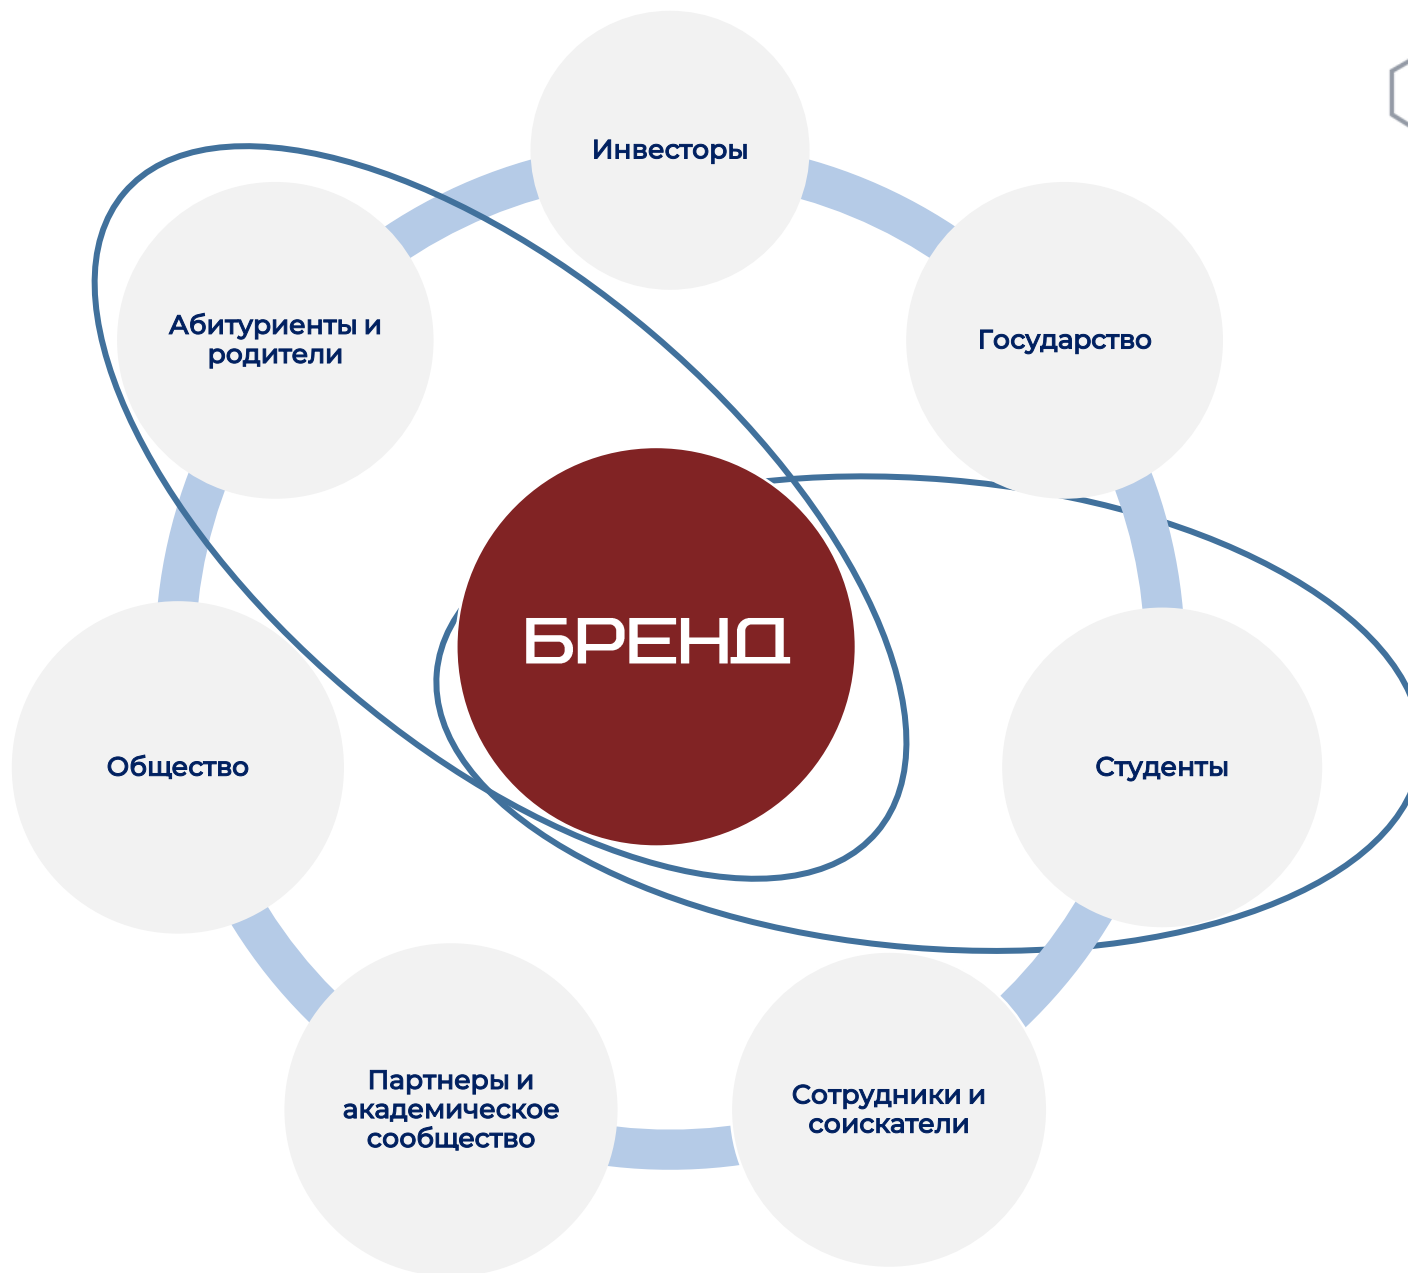 Инвесторы
Абитуриенты и
родители
Государство
БРЕНД
Общество
Студенты
Партнеры и
академическое
сообщество
Сотрудники и
соискатели